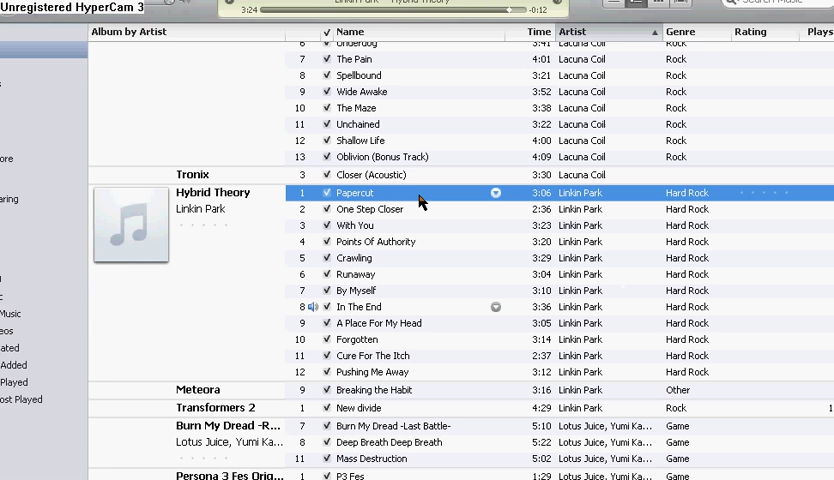 Unregistered HyperCam 3
Linkin Park — Hybrid Theory
3:24 -0:12
Search Music
Album by Artist ✓ Name Time Artist Genre Rating Plays
6 Underdog 3:41 Lacuna Coil Rock
7 The Pain 4:01 Lacuna Coil Rock
8 Spellbound 3:21 Lacuna Coil Rock
9 Wide Awake 3:52 Lacuna Coil Rock
10 The Maze 3:38 Lacuna Coil Rock
11 Unchained 3:22 Lacuna Coil Rock
12 Shallow Life 4:00 Lacuna Coil Rock
13 Oblivion (Bonus Track) 4:09 Lacuna Coil Rock
Tronix 3 Closer (Acoustic) 3:30 Lacuna Coil
Hybrid Theory 1 Papercut 3:06 Linkin Park Hard Rock
Linkin Park 2 One Step Closer 2:36 Linkin Park Hard Rock
3 With You 3:23 Linkin Park Hard Rock
4 Points Of Authority 3:20 Linkin Park Hard Rock
5 Crawling 3:29 Linkin Park Hard Rock
6 Runaway 3:04 Linkin Park Hard Rock
7 By Myself 3:10 Linkin Park Hard Rock
8 In The End 3:36 Linkin Park Hard Rock
9 A Place For My Head 3:05 Linkin Park Hard Rock
10 Forgotten 3:14 Linkin Park Hard Rock
11 Cure For The Itch 2:37 Linkin Park Hard Rock
12 Pushing Me Away 3:12 Linkin Park Hard Rock
Meteora 9 Breaking the Habit 3:16 Linkin Park Other
Transformers 2 1 New divide 4:29 Linkin Park Rock 1
Burn My Dread -R... 7 Burn My Dread -Last Battle- 5:10 Lotus Juice, Yumi Ka... Game
Lotus Juice, Yumi Ka... 8 Deep Breath Deep Breath 5:22 Lotus Juice, Yumi Ka... Game
11 Mass Destruction 5:02 Lotus Juice, Yumi Ka... Game
Persona 3 Fes Orig... 1 P3 Fes 1:29 Lotus Juice, Yumi Ka... Game
ore
aring
Music
eos
ated
Added
Played
ost Played